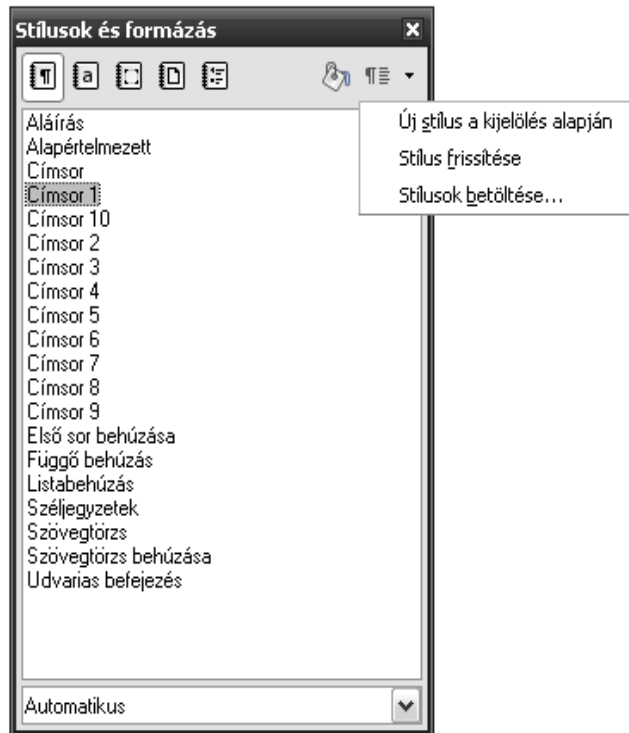 Stílusok és formázás
Új stílus a kijelölés alapján
Stílus frissítése
Stílusok betöltése...
Aláírás
Alapértelmezett
Címsor
Címsor 1
Címsor 10
Címsor 2
Címsor 3
Címsor 4
Címsor 5
Címsor 6
Címsor 7
Címsor 8
Címsor 9
Első sor behúzása
Függő behúzás
Listabehúzás
Széljegyzetek
Szövegtörzs
Szövegtörzs behúzása
Udvarias befejezés
Automatikus